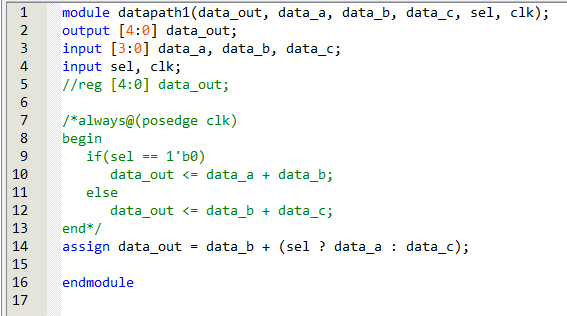 1 module datapath1(data_out, data_a, data_b, data_c, sel, clk);
2 output [4:0] data_out;
3 input [3:0] data_a, data_b, data_c;
4 input sel, clk;
5 //reg [4:0] data_out;
6
7 /*always@(posedge clk)
8 begin
9    if(sel == 1'b0)
10       data_out <= data_a + data_b;
11    else
12       data_out <= data_b + data_c;
13 end*/
14 assign data_out = data_b + (sel ? data_a : data_c);
15
16 endmodule
17